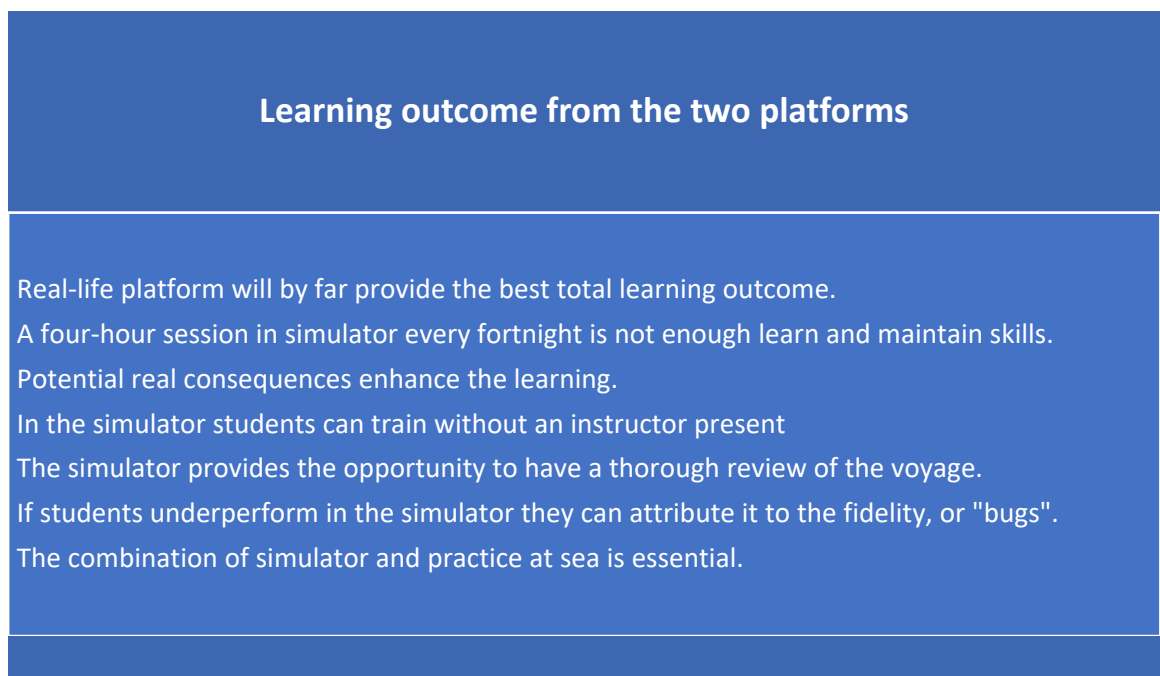 Learning outcome from the two platforms
Real-life platform will by far provide the best total learning outcome.
A four-hour session in simulator every fortnight is not enough learn and maintain skills.
Potential real consequences enhance the learning.
In the simulator students can train without an instructor present
The simulator provides the opportunity to have a thorough review of the voyage.
If students underperform in the simulator they can attribute it to the fidelity, or "bugs".
The combination of simulator and practice at sea is essential.